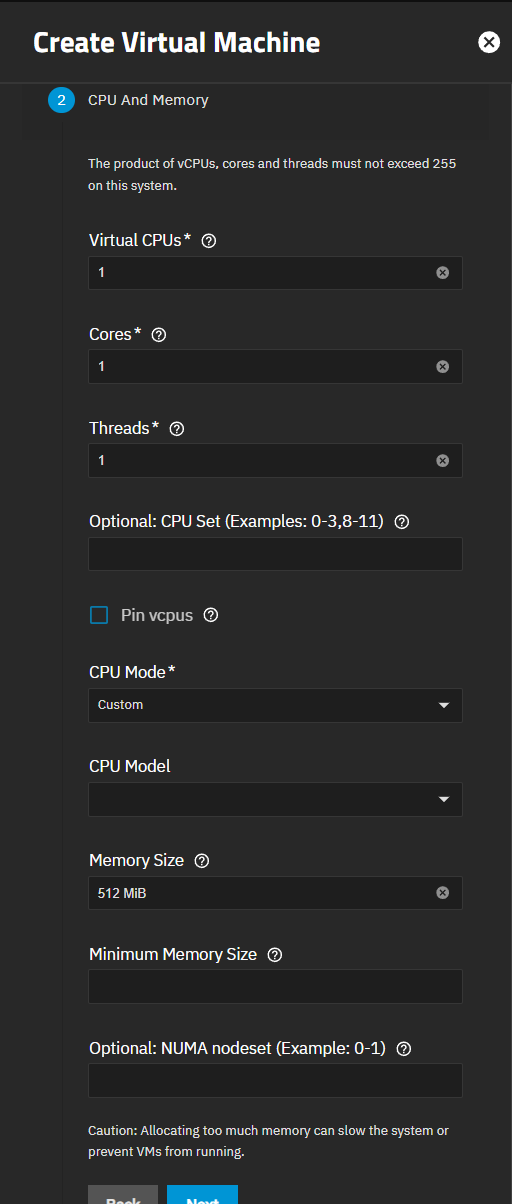 Create Virtual Machine
2 CPU And Memory
The product of vCPUs, cores and threads must not exceed 255
on this system.
Virtual CPUs*
1
Cores*
1
Threads*
1
Optional: CPU Set (Examples: 0-3,8-11)
Pin vcpus
CPU Mode*
Custom
CPU Model
Memory Size
512 MiB
Minimum Memory Size
Optional: NUMA nodeset (Example: 0-1)
Caution: Allocating too much memory can slow the system or
prevent VMs from running.
Back Next